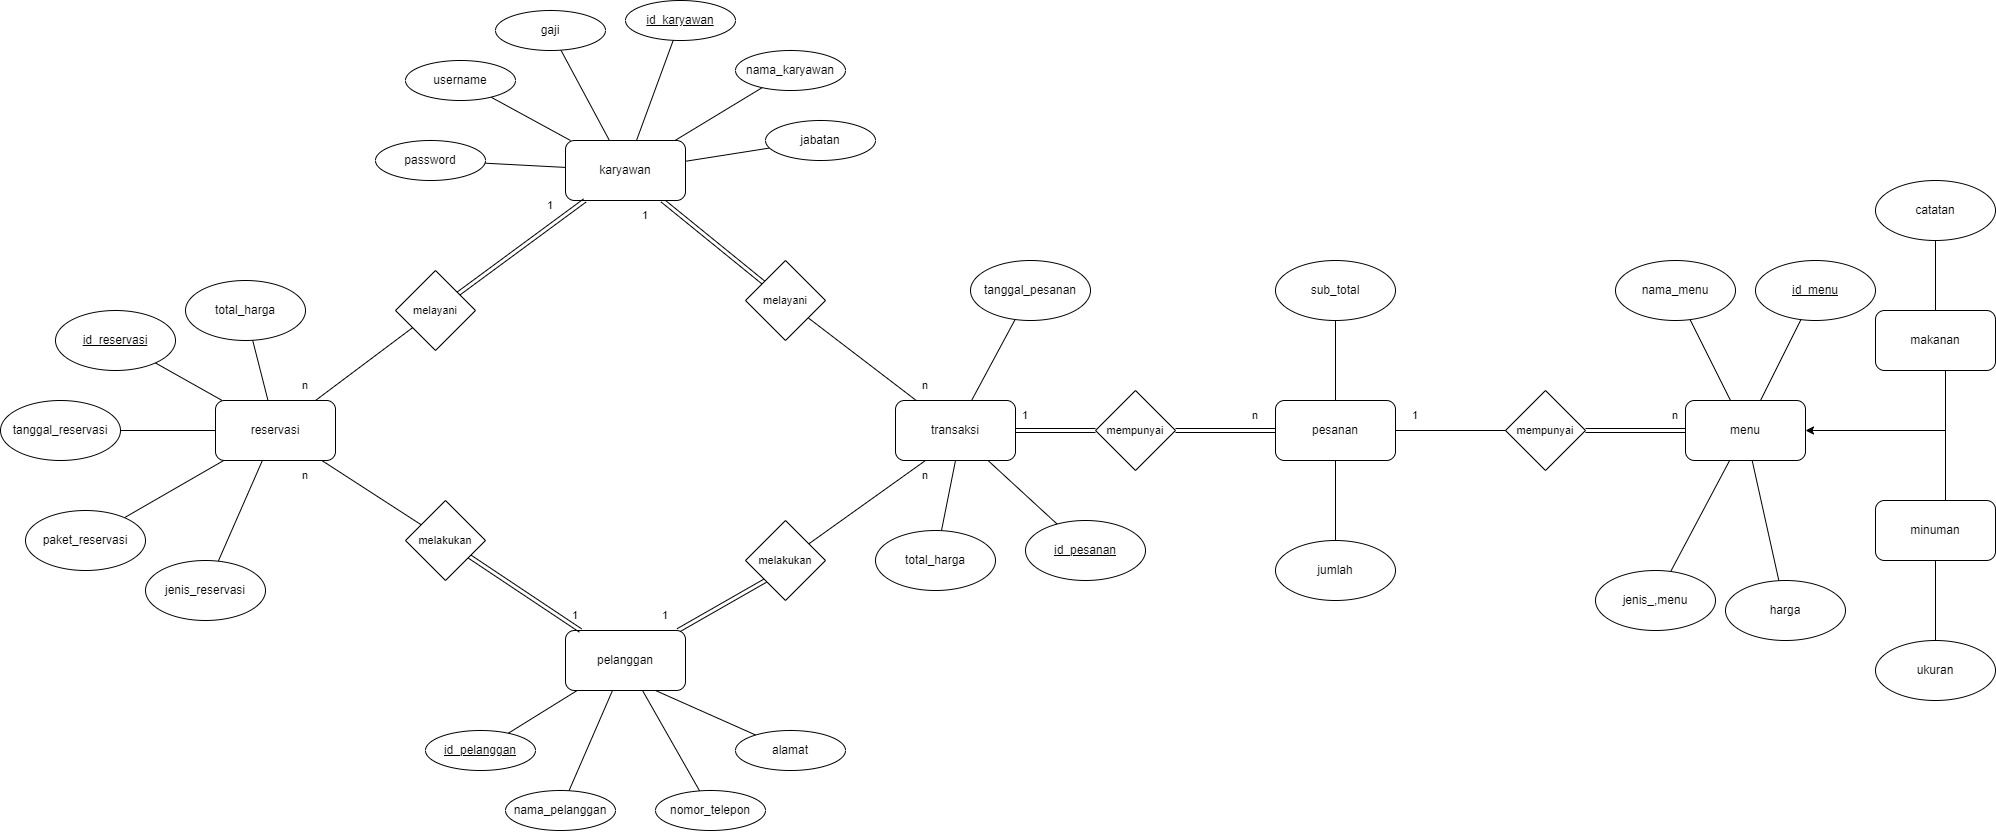 id_karyawan
gaji
nama_karyawan
username
jabatan
password
karyawan
1
1
catatan
melayani
melayani
total_harga
id_reservasi
tanggal_pesanan
sub_total
nama_menu
id_menu
makanan
n
n
tanggal_reservasi
reservasi
transaksi
1
mempunyai
n
pesanan
1
mempunyai
n
menu
n
n
paket_reservasi
melakukan
melakukan
total_harga
id_pesanan
minuman
jenis_reservasi
jumlah
jenis_,menu
harga
1
1
pelanggan
ukuran
id_pelanggan
alamat
nama_pelanggan
nomor_telepon